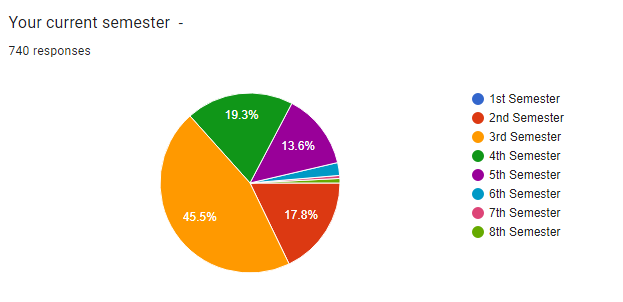 Your current semester -
740 responses
19.3%
13.6%
45.5%
17.8%
1st Semester
2nd Semester
3rd Semester
4th Semester
5th Semester
6th Semester
7th Semester
8th Semester